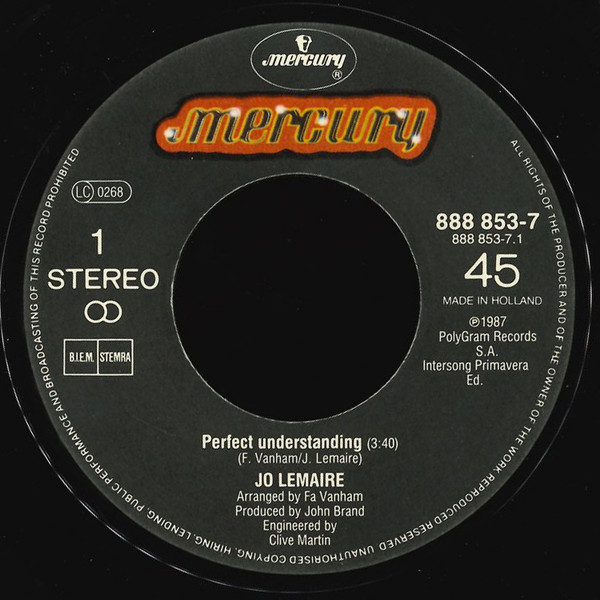 mercury
®
mercury
LC 0268
1
STEREO
B.I.E.M. STEMRA
888 853-7
888 853-7.1
45
MADE IN HOLLAND
℗1987
PolyGram Records
S.A.
Intersong Primavera
Ed.
Perfect understanding (3:40)
(F. Vanham/J. Lemaire)
JO LEMAIRE
Arranged by Fa Vanham
Produced by John Brand
Engineered by
Clive Martin
ALL RIGHTS OF THE PRODUCER AND OF THE OWNER OF THE WORK REPRODUCED RESERVED. UNAUTHORISED COPYING, HIRING, LENDING, PUBLIC PERFORMANCE AND BROADCASTING OF THIS RECORD PROHIBITED